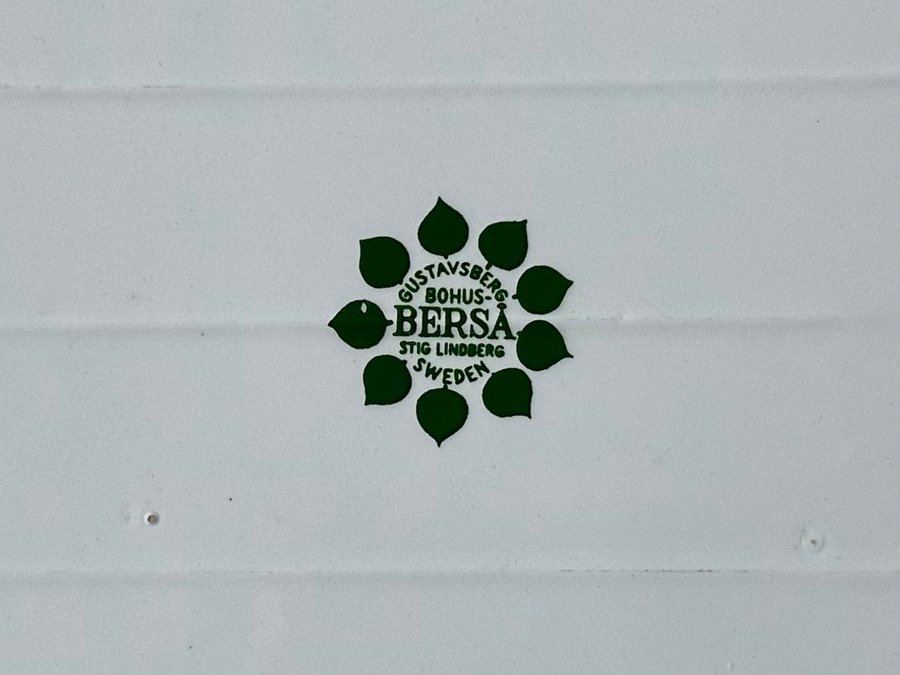 GUSTAVSBERG
BOHUS-
BERSÅ
STIG LINDBERG
SWEDEN